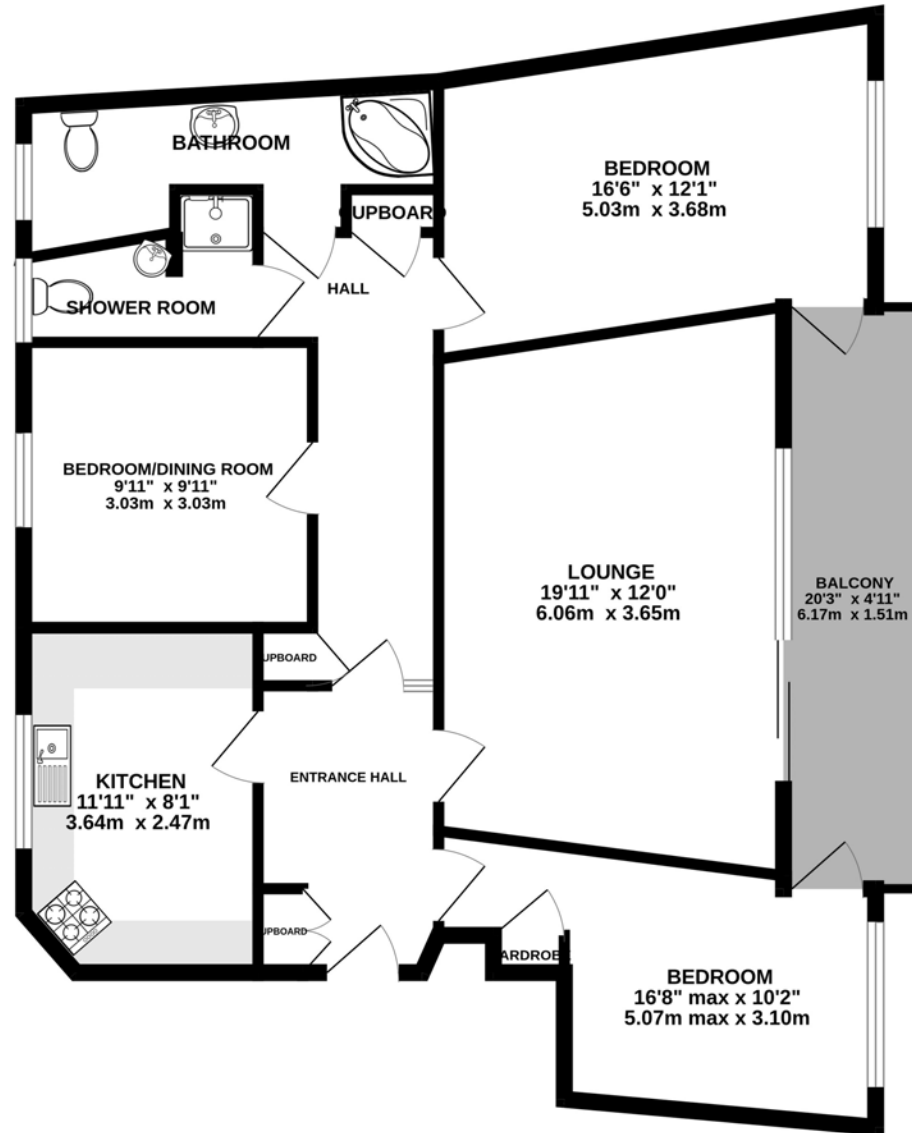 BATHROOM
BEDROOM
16'6" x 12'1"
5.03m x 3.68m
UPBOARD
HALL
SHOWER ROOM
BEDROOM/DINING ROOM
9'11" x 9'11"
3.03m x 3.03m
LOUNGE
19'11" x 12'0"
6.06m x 3.65m
BALCONY
20'3" x 4'11"
6.17m x 1.51m
UPBOARD
KITCHEN
11'11" x 8'1"
3.64m x 2.47m
ENTRANCE HALL
UPBOARD
ARDROBE
BEDROOM
16'8" max x 10'2"
5.07m max x 3.10m